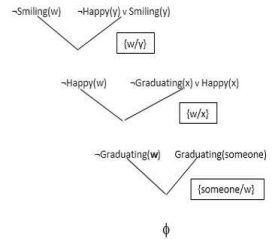 ¬Smiling(w) ¬Happy(y) v Smiling(y)
{w/y}
¬Happy(w) ¬Graduating(x) v Happy(x)
{w/x}
¬Graduating(w) Graduating(someone)
{someone/w}
ϕ